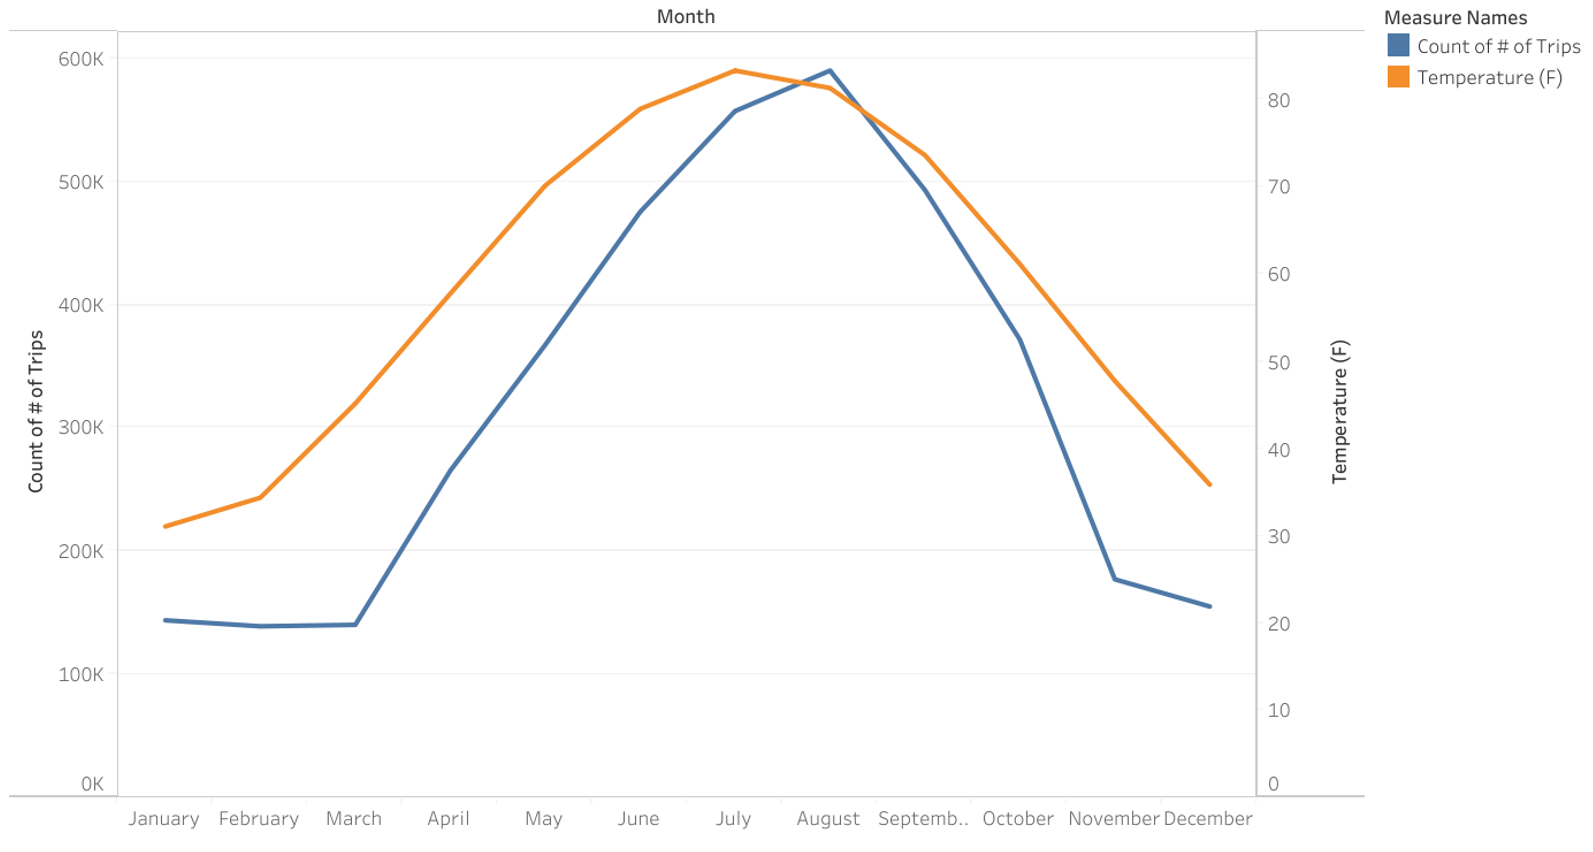 Month
Measure Names
Count of # of Trips
Temperature (F)
Count of # of Trips
600K
500K
400K
300K
200K
100K
0K
80
70
60
50
40
30
20
10
0
Temperature (F)
January February March April May June July August Septemb.. October November December